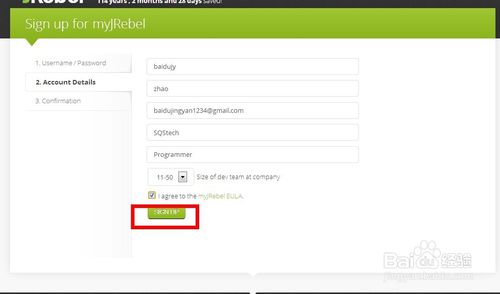 JRebel 114 years, 2 months and 28 days saved!
Sign up for myJRebel
1. Username / Password
2. Account Details
3. Confirmation
baidujy
zhao
baidujingyan1234@gmail.com
SQStech
Programmer
11-50 Size of dev team at company
I agree to the myJRebel EULA.
SIGN UP
Baidu 经验
jingyan.baidu.com